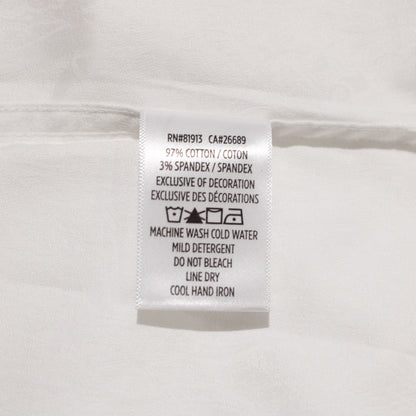 RN#81913 CA#26689
97% COTTON / COTON
3% SPANDEX / SPANDEX
EXCLUSIVE OF DECORATION
EXCLUSIVE DES DÉCORATIONS
MACHINE WASH COLD WATER
MILD DETERGENT
DO NOT BLEACH
LINE DRY
COOL HAND IRON